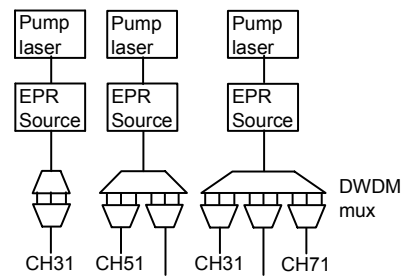 Pump laser
Pump laser
Pump laser
EPR Source
EPR Source
EPR Source
DWDM mux
CH31
CH51
CH31
CH71